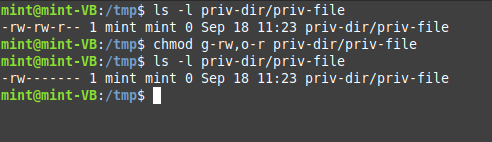 mint@mint-VB:/tmp$ ls -l priv-dir/priv-file
-rw-rw-r-- 1 mint mint 0 Sep 18 11:23 priv-dir/priv-file
mint@mint-VB:/tmp$ chmod g-rw,o-r priv-dir/priv-file
mint@mint-VB:/tmp$ ls -l priv-dir/priv-file
-rw------- 1 mint mint 0 Sep 18 11:23 priv-dir/priv-file
mint@mint-VB:/tmp$